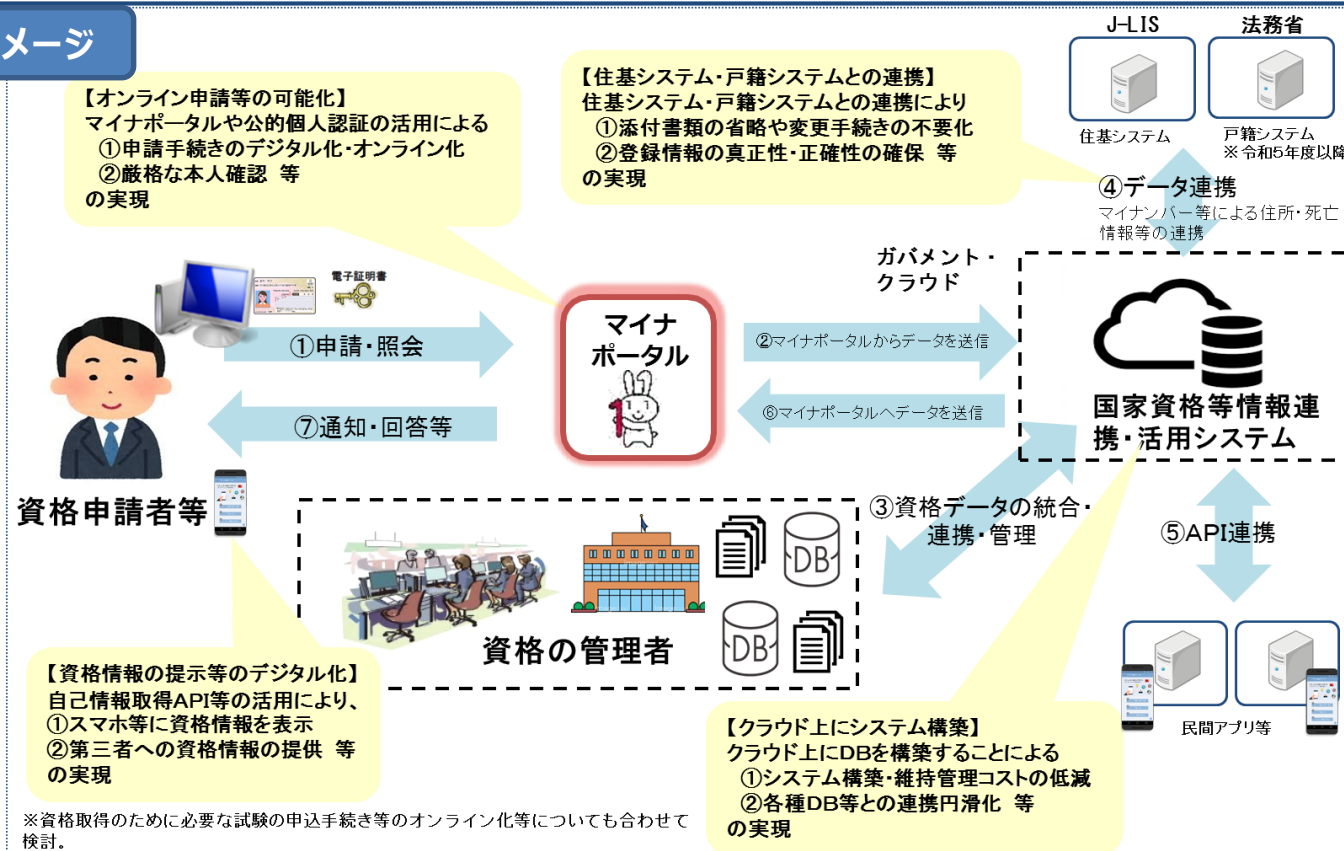 メージ
J-LIS
法務省
住基システム
戸籍システム
※令和5年度以降
【オンライン申請等の可能化】
マイナポータルや公的個人認証の活用による
①申請手続きのデジタル化・オンライン化
②厳格な本人確認 等
の実現
【住基システム・戸籍システムとの連携】
住基システム・戸籍システムとの連携により
①添付書類の省略や変更手続きの不要化
②登録情報の真正性・正確性の確保 等
の実現
④データ連携
マイナンバー等による住所・死亡
情報等の連携
ガバメント・
クラウド
電子証明書
①申請・照会
マイナ
ポータル
1
②マイナポータルからデータを送信
⑥マイナポータルへデータを送信
⑦通知・回答等
国家資格等情報連
携・活用システム
資格申請者等
③資格データの統合・
連携・管理
⑤API連携
DB
DB
資格の管理者
民間アプリ等
【資格情報の提示等のデジタル化】
自己情報取得API等の活用により、
①スマホ等に資格情報を表示
②第三者への資格情報の提供 等
の実現
【クラウド上にシステム構築】
クラウド上にDBを構築することによる
①システム構築・維持管理コストの低減
②各種DB等との連携円滑化 等
の実現
※資格取得のために必要な試験の申込手続き等のオンライン化等についても合わせて
検討。